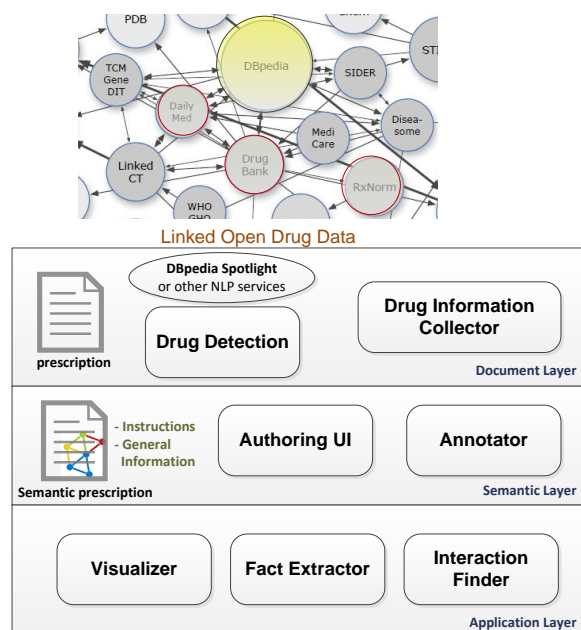 PDB
DBpedia
STI
TCM
Gene
DIT
SIDER
Daily
Med
Disea-
some
Medi
Care
Linked
CT
Drug
Bank
RxNorm
WHO
GHO
Linked Open Drug Data
DBpedia Spotlight
or other NLP services
Drug Detection
Drug Information
Collector
prescription
Document Layer
- Instructions
- General
Information
Authoring UI
Annotator
Semantic prescription
Semantic Layer
Visualizer
Fact Extractor
Interaction
Finder
Application Layer